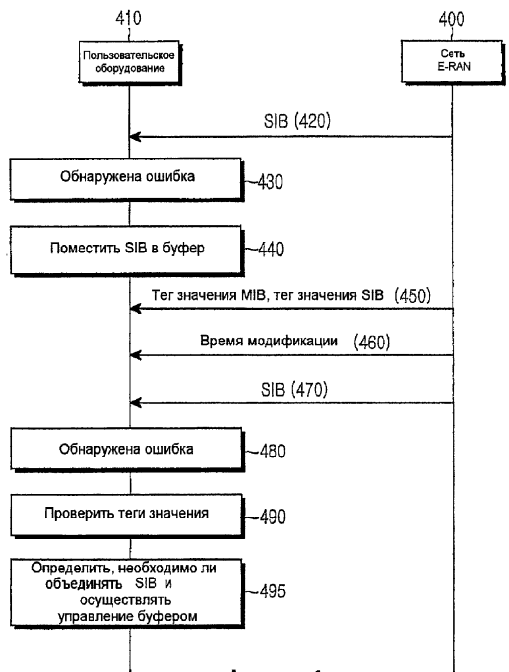 410
400
Пользовательское
оборудование
Сеть
E-RAN
SIB (420)
Обнаружена ошибка
430
Поместить SIB в буфер
440
Тег значения MIB, тег значения SIB (450)
Время модификации (460)
SIB (470)
Обнаружена ошибка
480
Проверить теги значения
490
Определить, необходимо ли
объединять SIB и
осуществлять
управление буфером
495